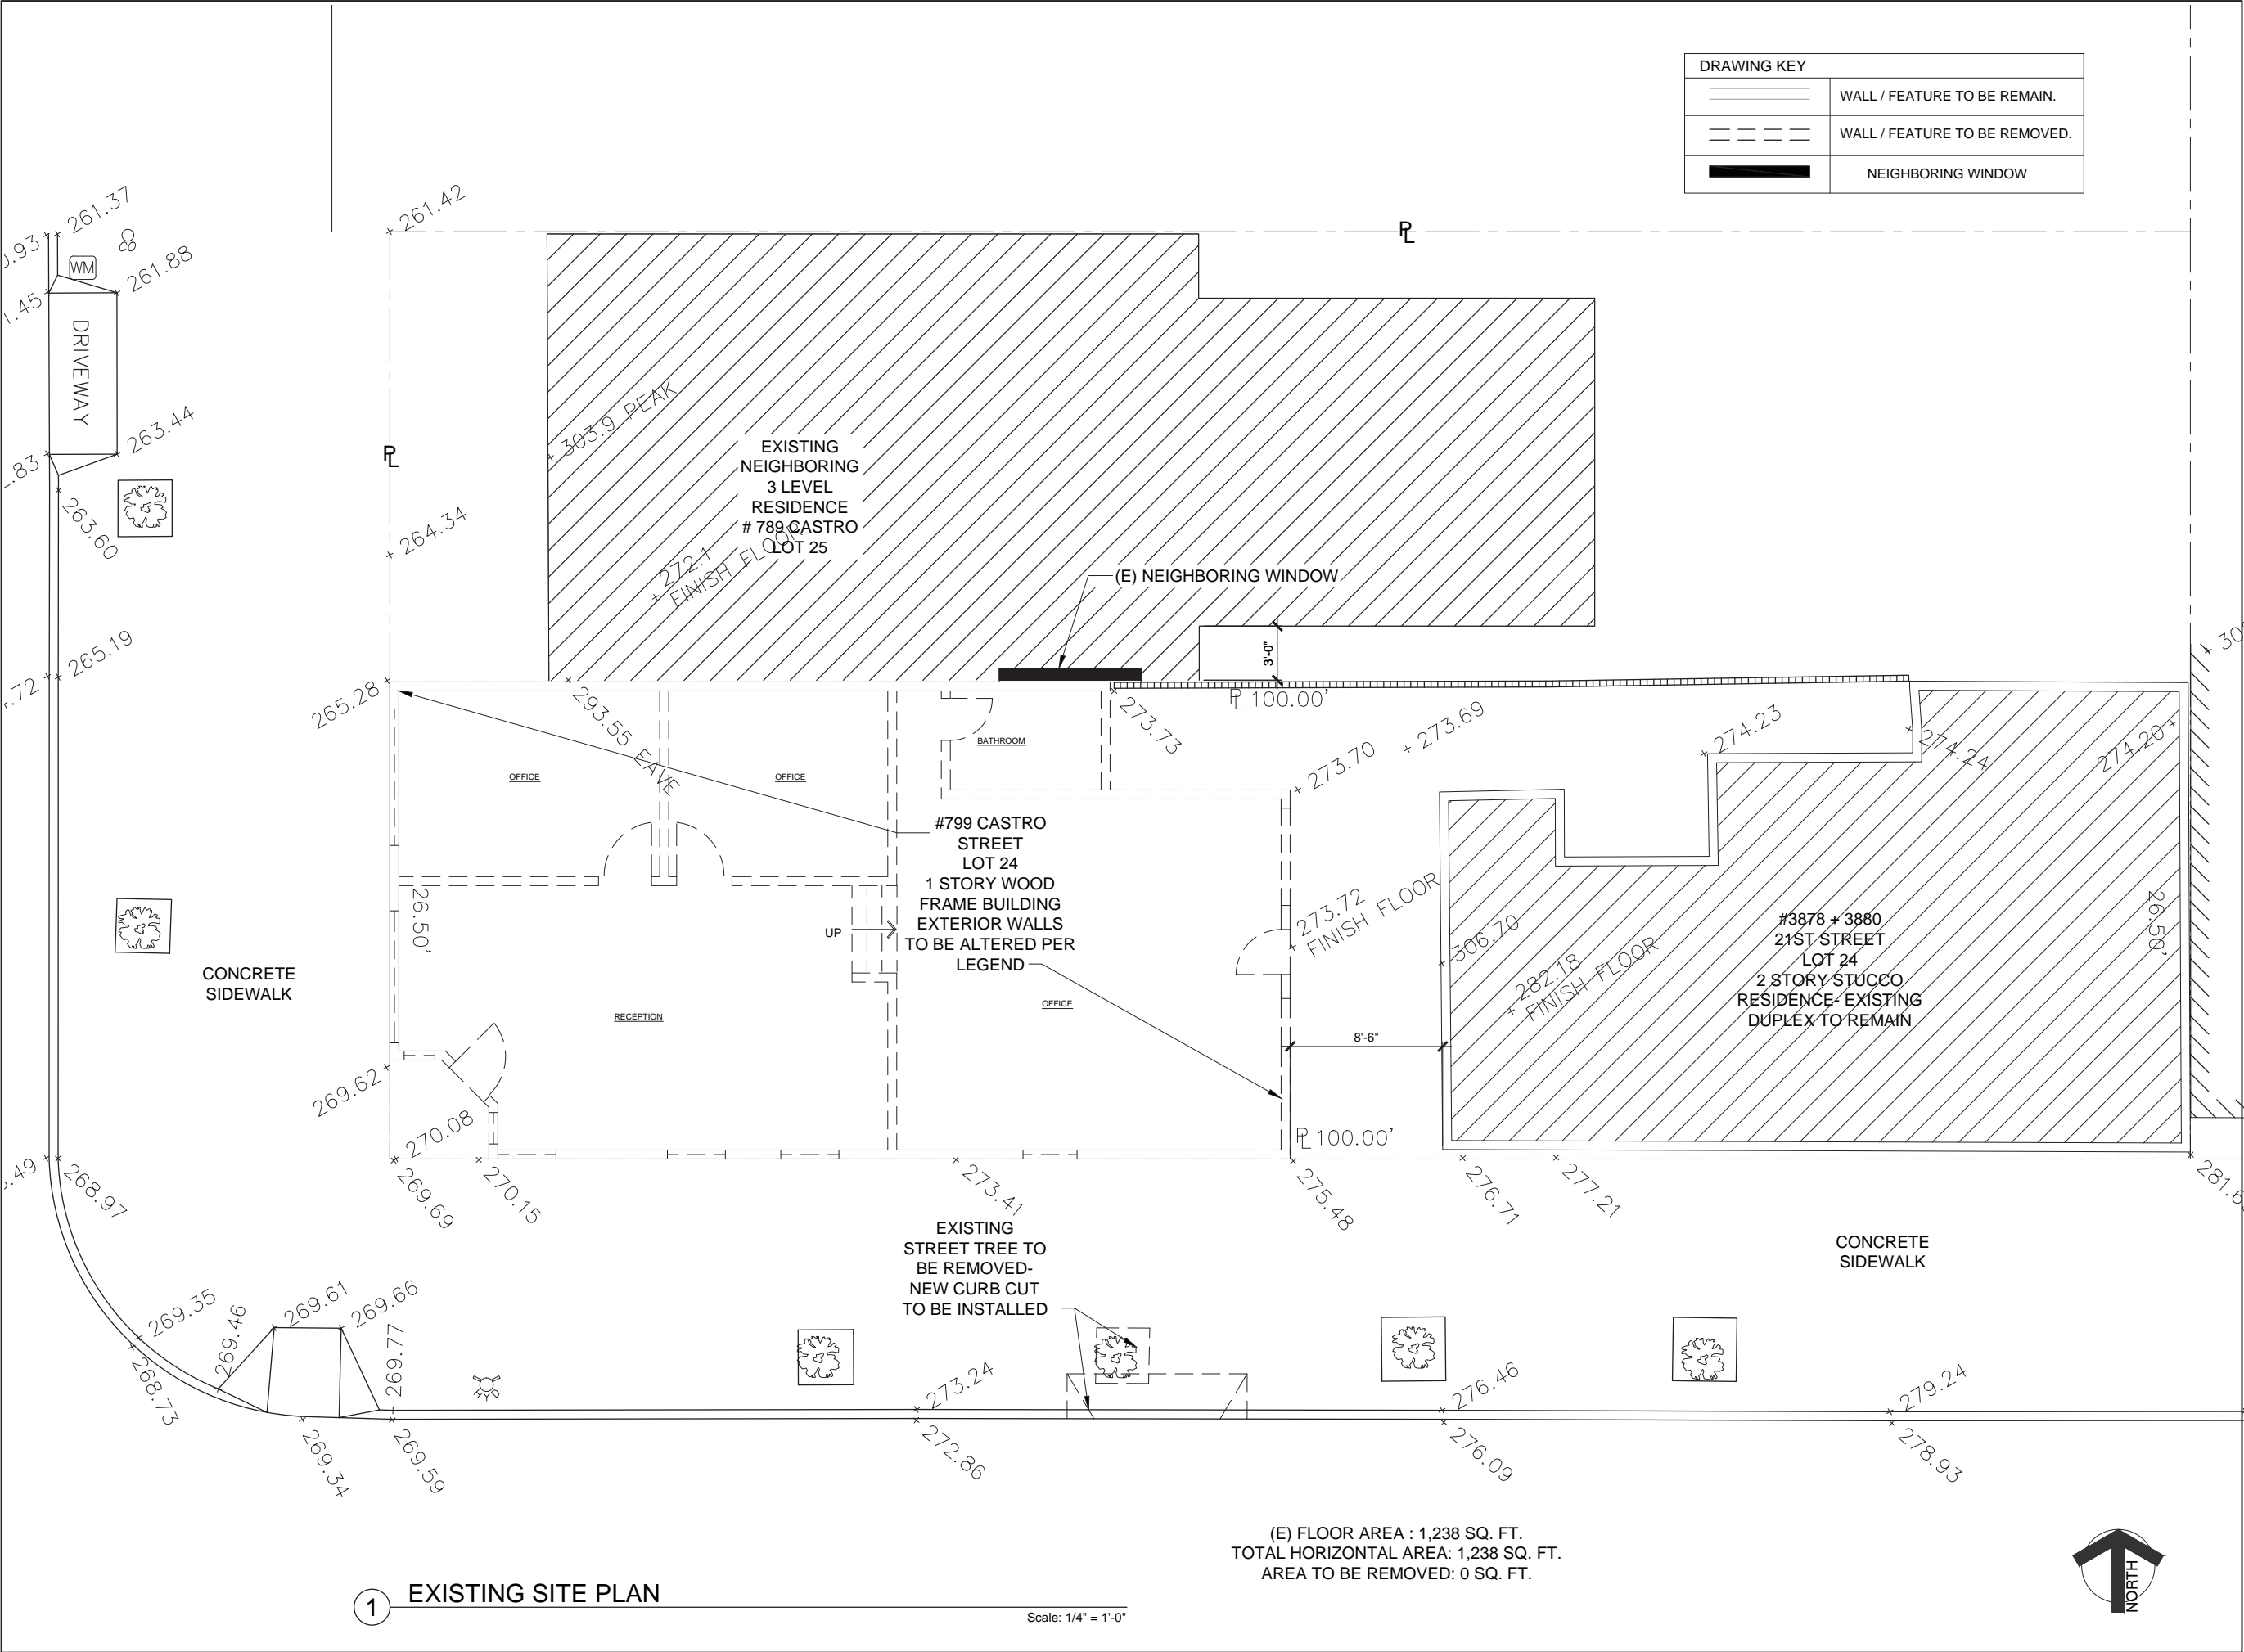 DRAWING KEY
WALL / FEATURE TO BE REMAIN.
WALL / FEATURE TO BE REMOVED.
NEIGHBORING WINDOW
261.37
261.42
WM
261.88
DRIVEWAY
263.44
263.60
264.34
265.19
265.28
PL
PL
303.9 PEAK
EXISTING
NEIGHBORING
3 LEVEL
RESIDENCE
# 789 CASTRO
LOT 25
272.1
FINISH FLOOR
(E) NEIGHBORING WINDOW
3'-0"
PL 100.00'
293.55 EAVE
273.73
273.70
273.69
274.23
274.24
274.20
OFFICE
OFFICE
BATHROOM
#799 CASTRO
STREET
LOT 24
1 STORY WOOD
FRAME BUILDING
EXTERIOR WALLS
TO BE ALTERED PER
LEGEND
26.50'
UP
RECEPTION
OFFICE
273.72
FINISH FLOOR
306.70
282.18
FINISH FLOOR
#3878 + 3880
21ST STREET
LOT 24
2 STORY STUCCO
RESIDENCE- EXISTING
DUPLEX TO REMAIN
26.50'
8'-6"
PL 100.00'
CONCRETE
SIDEWALK
269.62
270.08
269.69
270.15
273.41
275.48
276.71
277.21
268.97
EXISTING
STREET TREE TO
BE REMOVED-
NEW CURB CUT
TO BE INSTALLED
CONCRETE
SIDEWALK
269.35
268.73
269.46
269.61
269.66
269.77
269.34
269.59
HYD
273.24
272.86
276.46
276.09
279.24
278.93
(E) FLOOR AREA : 1,238 SQ. FT.
TOTAL HORIZONTAL AREA: 1,238 SQ. FT.
AREA TO BE REMOVED: 0 SQ. FT.
1 EXISTING SITE PLAN
Scale: 1/4" = 1'-0"
NORTH